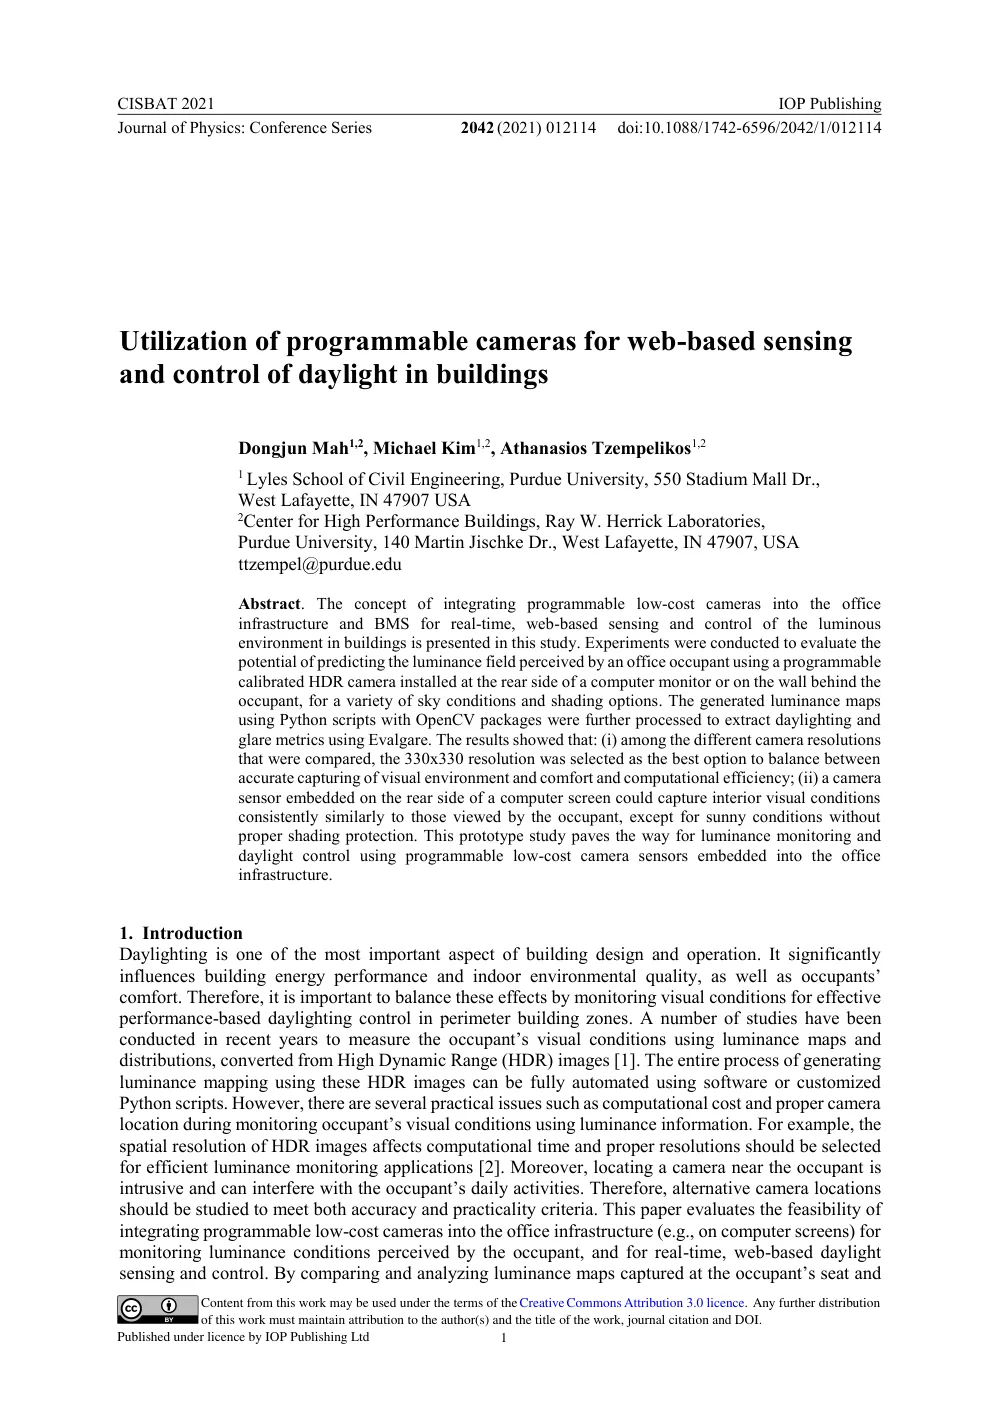 CISBAT 2021 IOP Publishing
Journal of Physics: Conference Series 2042 (2021) 012114 doi:10.1088/1742-6596/2042/1/012114
Utilization of programmable cameras for web-based sensing
and control of daylight in buildings
Dongjun Mah1,2, Michael Kim1,2, Athanasios Tzempelikos1,2
1 Lyles School of Civil Engineering, Purdue University, 550 Stadium Mall Dr.,
West Lafayette, IN 47907 USA
2Center for High Performance Buildings, Ray W. Herrick Laboratories,
Purdue University, 140 Martin Jischke Dr., West Lafayette, IN 47907, USA
ttzempel@purdue.edu
Abstract. The concept of integrating programmable low-cost cameras into the office
infrastructure and BMS for real-time, web-based sensing and control of the luminous
environment in buildings is presented in this study. Experiments were conducted to evaluate the
potential of predicting the luminance field perceived by an office occupant using a programmable
calibrated HDR camera installed at the rear side of a computer monitor or on the wall behind the
occupant, for a variety of sky conditions and shading options. The generated luminance maps
using Python scripts with OpenCV packages were further processed to extract daylighting and
glare metrics using Evalgare. The results showed that: (i) among the different camera resolutions
that were compared, the 330x330 resolution was selected as the best option to balance between
accurate capturing of visual environment and comfort and computational efficiency; (ii) a camera
sensor embedded on the rear side of a computer screen could capture interior visual conditions
consistently similarly to those viewed by the occupant, except for sunny conditions without
proper shading protection. This prototype study paves the way for luminance monitoring and
daylight control using programmable low-cost camera sensors embedded into the office
infrastructure.
1. Introduction
Daylighting is one of the most important aspect of building design and operation. It significantly
influences building energy performance and indoor environmental quality, as well as occupants’
comfort. Therefore, it is important to balance these effects by monitoring visual conditions for effective
performance-based daylighting control in perimeter building zones. A number of studies have been
conducted in recent years to measure the occupant’s visual conditions using luminance maps and
distributions, converted from High Dynamic Range (HDR) images [1]. The entire process of generating
luminance mapping using these HDR images can be fully automated using software or customized
Python scripts. However, there are several practical issues such as computational cost and proper camera
location during monitoring occupant’s visual conditions using luminance information. For example, the
spatial resolution of HDR images affects computational time and proper resolutions should be selected
for efficient luminance monitoring applications [2]. Moreover, locating a camera near the occupant is
intrusive and can interfere with the occupant’s daily activities. Therefore, alternative camera locations
should be studied to meet both accuracy and practicality criteria. This paper evaluates the feasibility of
integrating programmable low-cost cameras into the office infrastructure (e.g., on computer screens) for
monitoring luminance conditions perceived by the occupant, and for real-time, web-based daylight
sensing and control. By comparing and analyzing luminance maps captured at the occupant’s seat and
cc BY Content from this work may be used under the terms of the Creative Commons Attribution 3.0 licence. Any further distribution
of this work must maintain attribution to the author(s) and the title of the work, journal citation and DOI.
Published under licence by IOP Publishing Ltd 1